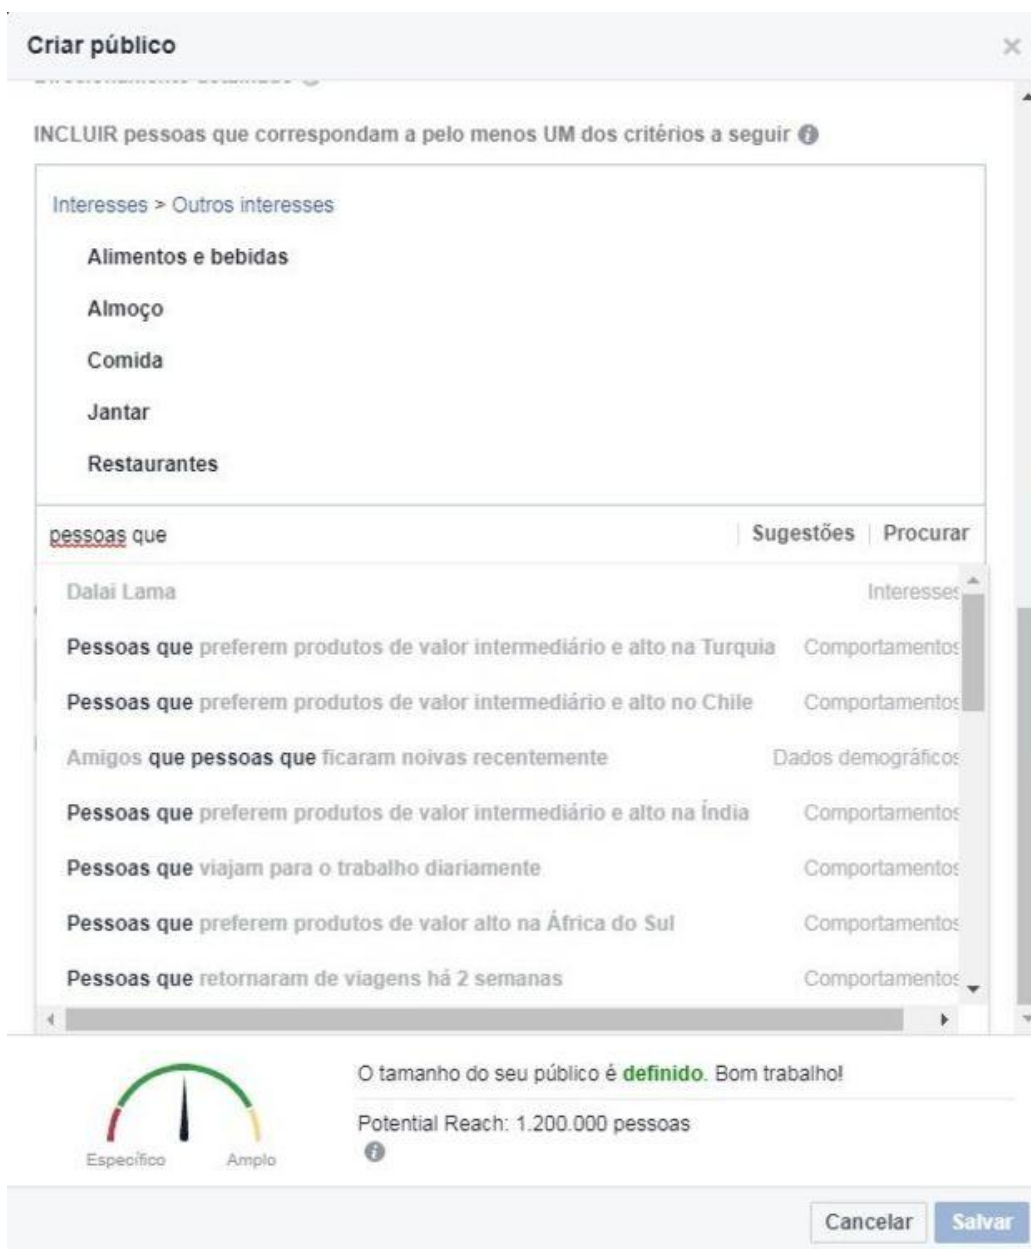 Criar público
Direcionamento detalhado
INCLUIR pessoas que correspondam a pelo menos UM dos critérios a seguir
Interesses > Outros interesses
Alimentos e bebidas
Almoço
Comida
Jantar
Restaurantes
pessoas que | Sugestões | Procurar
Dalai Lama Interesses
Pessoas que preferem produtos de valor intermediário e alto na Turquia Comportamentos
Pessoas que preferem produtos de valor intermediário e alto no Chile Comportamentos
Amigos que pessoas que ficaram noivas recentemente Dados demográficos
Pessoas que preferem produtos de valor intermediário e alto na Índia Comportamentos
Pessoas que viajam para o trabalho diariamente Comportamentos
Pessoas que preferem produtos de valor alto na África do Sul Comportamentos
Pessoas que retornaram de viagens há 2 semanas Comportamentos
O tamanho do seu público é definido. Bom trabalho!
Potential Reach: 1.200.000 pessoas
Específico Amplo
Cancelar Salvar